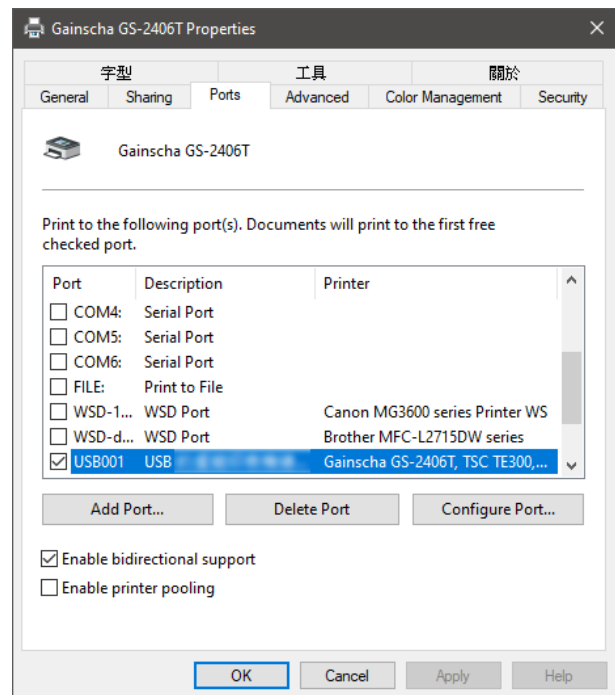 Gainscha GS-2406T Properties
字型 工具 關於
General Sharing Ports Advanced Color Management Security
Gainscha GS-2406T
Print to the following port(s). Documents will print to the first free
checked port.
Port Description Printer
COM4: Serial Port
COM5: Serial Port
COM6: Serial Port
FILE: Print to File
WSD-1... WSD Port Canon MG3600 series Printer WS
WSD-d... WSD Port Brother MFC-L2715DW series
USB001 USB Gainscha GS-2406T, TSC TE300,...
Add Port... Delete Port Configure Port...
Enable bidirectional support
Enable printer pooling
OK Cancel Apply Help